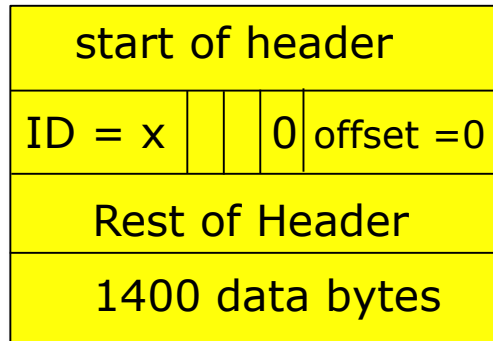 start of header
ID = x 0 offset =0
Rest of Header
1400 data bytes